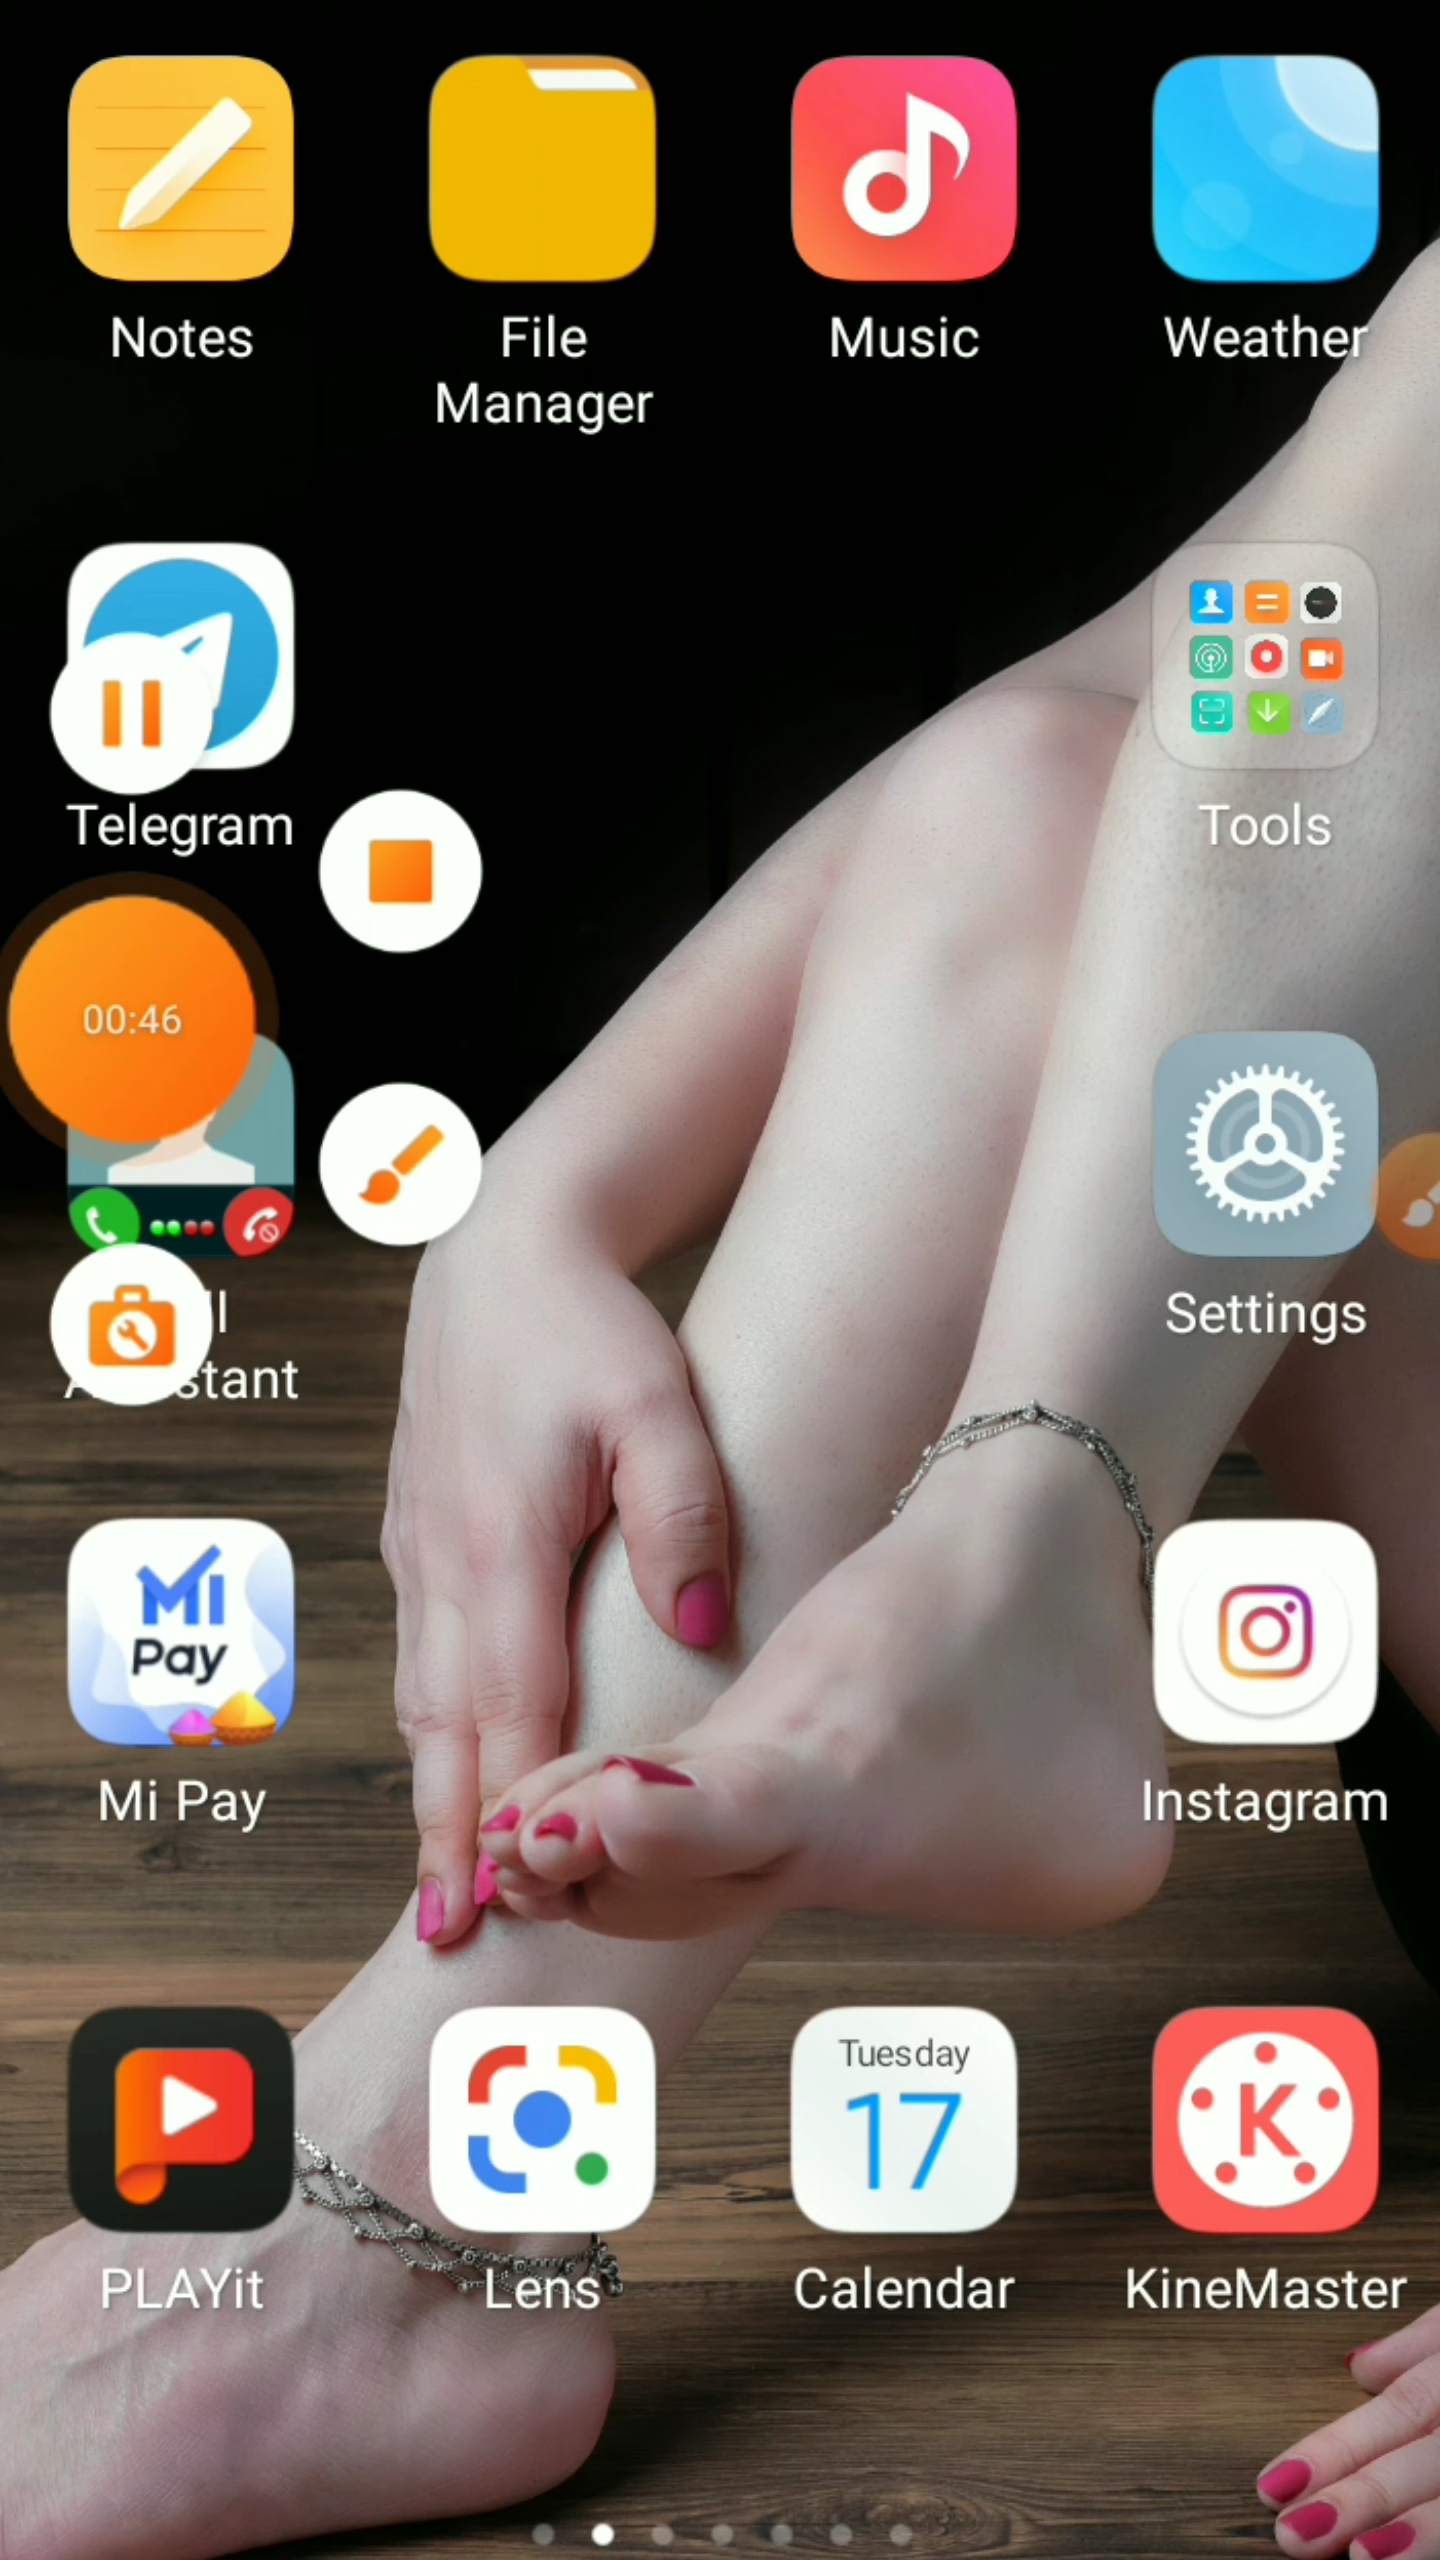 Notes
File
Manager
Music
Weather
Telegram
Tools
00:46
Settings
Mi
Pay
Mi Pay
Instagram
Tuesday
17
K
PLAYit
Lens
Calendar
KineMaster